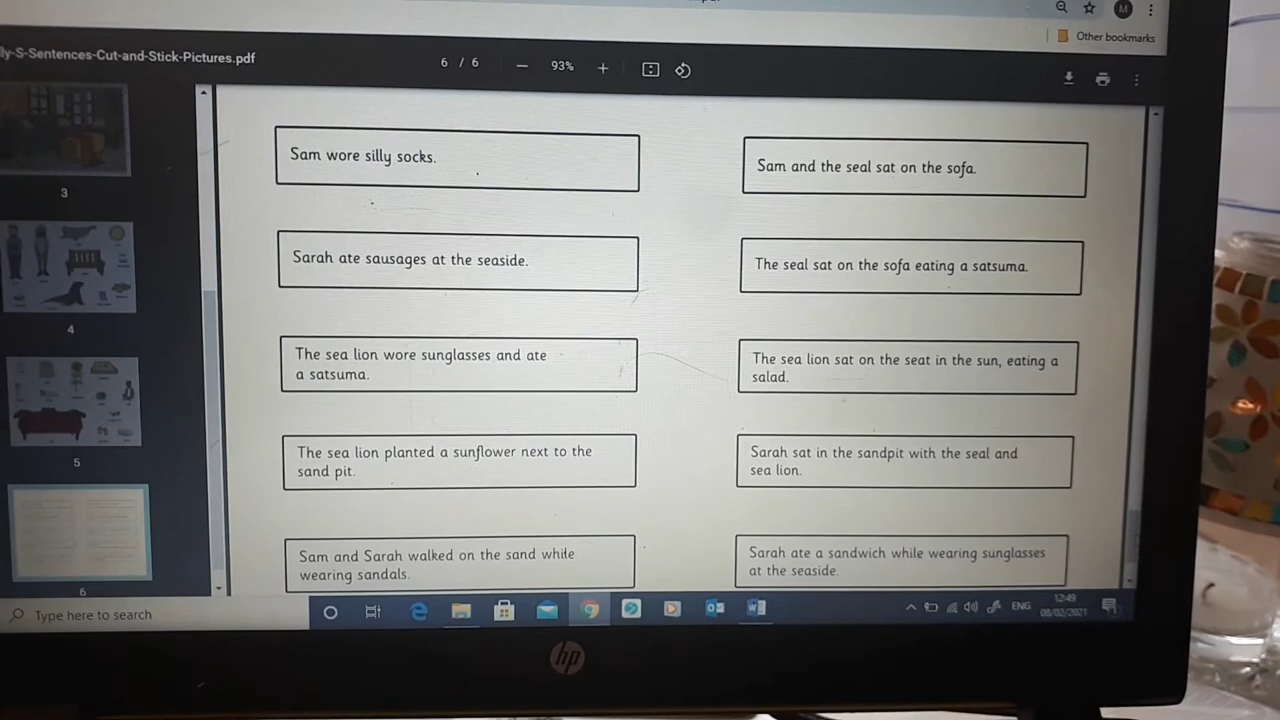 Other bookmarks
ly-S-Sentences-Cut-and-Stick-Pictures.pdf
6 / 6
93%
3
4
5
6
Sam wore silly socks.
Sam and the seal sat on the sofa.
Sarah ate sausages at the seaside.
The seal sat on the sofa eating a satsuma.
The sea lion wore sunglasses and ate
a satsuma.
The sea lion sat on the seat in the sun, eating a
salad.
The sea lion planted a sunflower next to the
sand pit.
Sarah sat in the sandpit with the seal and
sea lion.
Sam and Sarah walked on the sand while
wearing sandals.
Sarah ate a sandwich while wearing sunglasses
at the seaside.
Type here to search
ENG
12:49
08/02/2021
hp
M